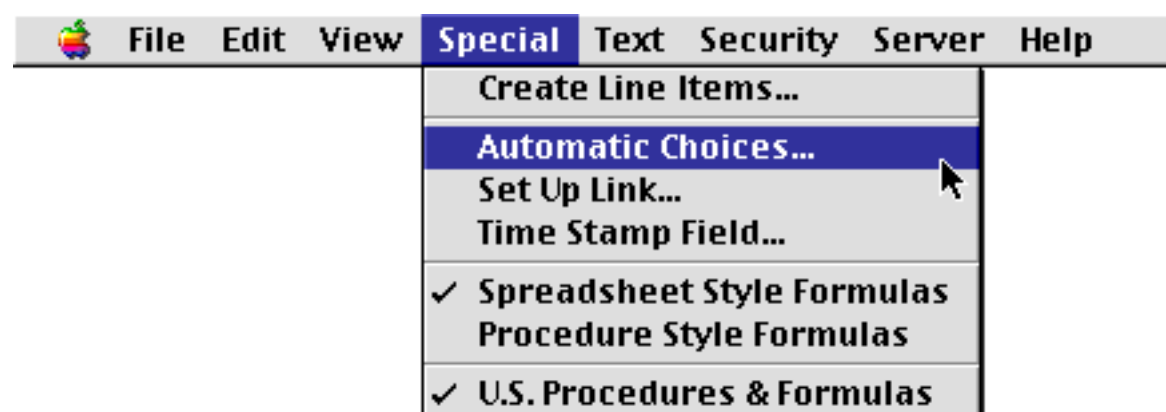 File Edit View Special Text Security Server Help
Create Line Items...
Automatic Choices...
Set Up Link...
Time Stamp Field...
✓ Spreadsheet Style Formulas
Procedure Style Formulas
✓ U.S. Procedures & Formulas